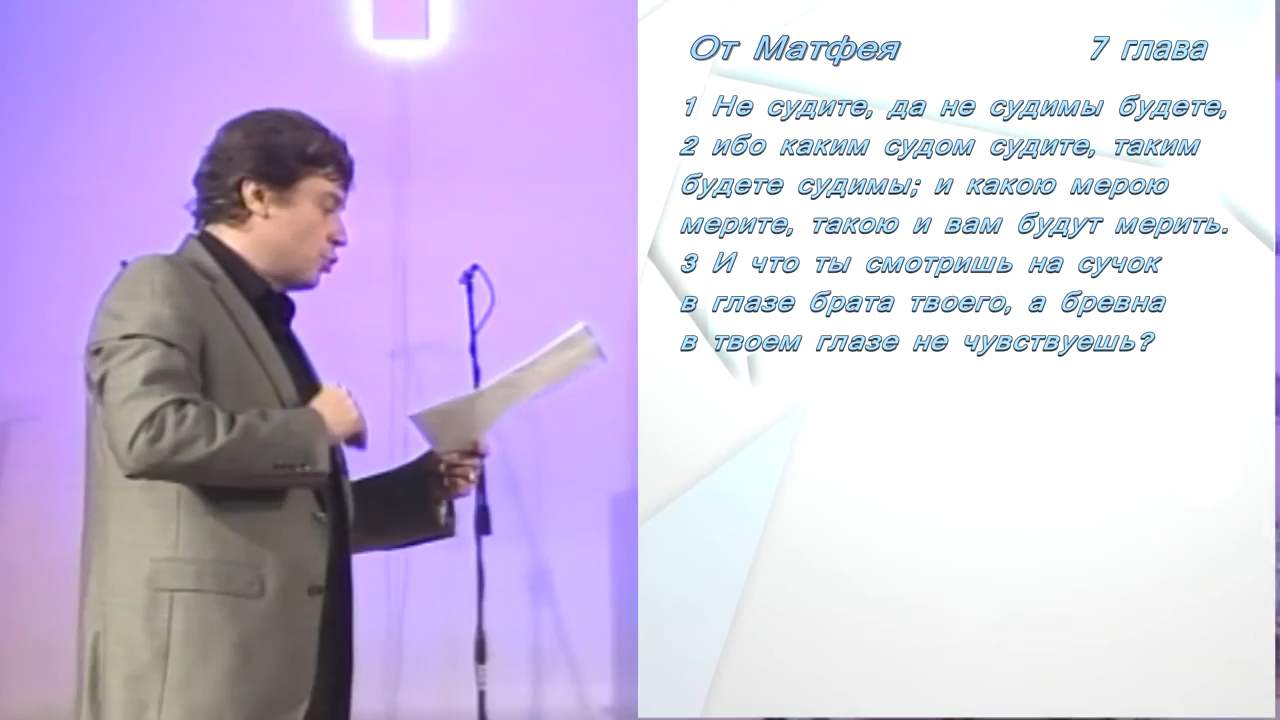 От Матфея 7 глава
1 Не судите, да не судимы будете,
2 ибо каким судом судите, таким
будете судимы; и какою мерою
мерите, такою и вам будут мерить.
3 И что ты смотришь на сучок
в глазе брата твоего, а бревна
в твоем глазе не чувствуешь?